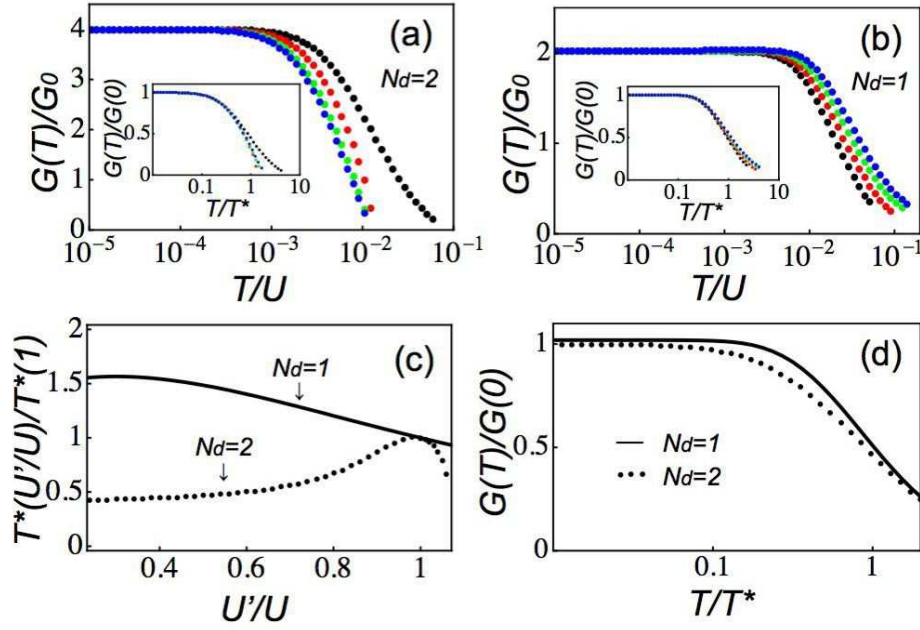 (a)
Nd=2
G(T)/G0
4
3
2
1
0
10⁻⁵
10⁻⁴
10⁻³
10⁻²
10⁻¹
T/U
G(T)/G(0)
1
0.5
0
0.1
1
10
T/T*
(b)
Nd=1
G(T)/G0
2
1
0
10⁻⁵
10⁻⁴
10⁻³
10⁻²
10⁻¹
T/U
G(T)/G(0)
1
0.5
0
0.1
1
10
T/T*
(c)
T*(U'/U)/T*(1)
2
1.5
1
0.5
0
Nd=1
↓
Nd=2
↓
0.4
0.6
0.8
1
U'/U
(d)
G(T)/G(0)
1
0
Nd=1
Nd=2
0.1
1
T/T*